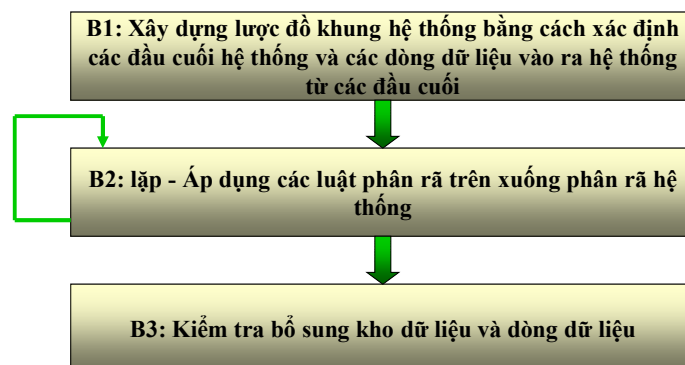 B1: Xây dựng lược đồ khung hệ thống bằng cách xác định
các đầu cuối hệ thống và các dòng dữ liệu vào ra hệ thống
từ các đầu cuối
B2: lặp - Áp dụng các luật phân rã trên xuống phân rã hệ
thống
B3: Kiểm tra bổ sung kho dữ liệu và dòng dữ liệu